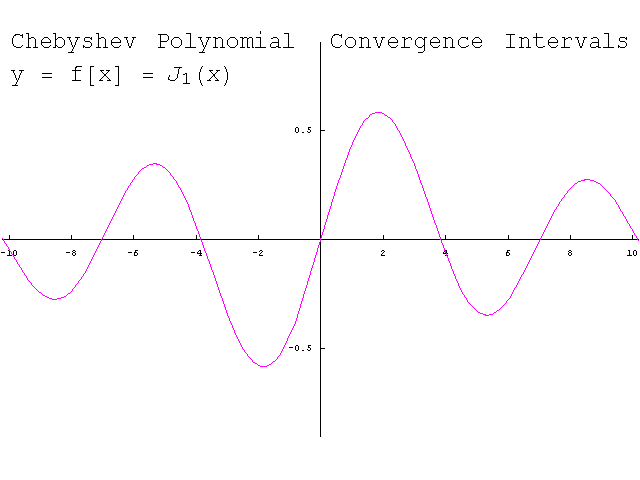 Chebyshev Polynomial Convergence Intervals
y = f[x] = J₁(x)
0.5
-10 -8 -6 -4 -2 2 4 6 8 10
-0.5